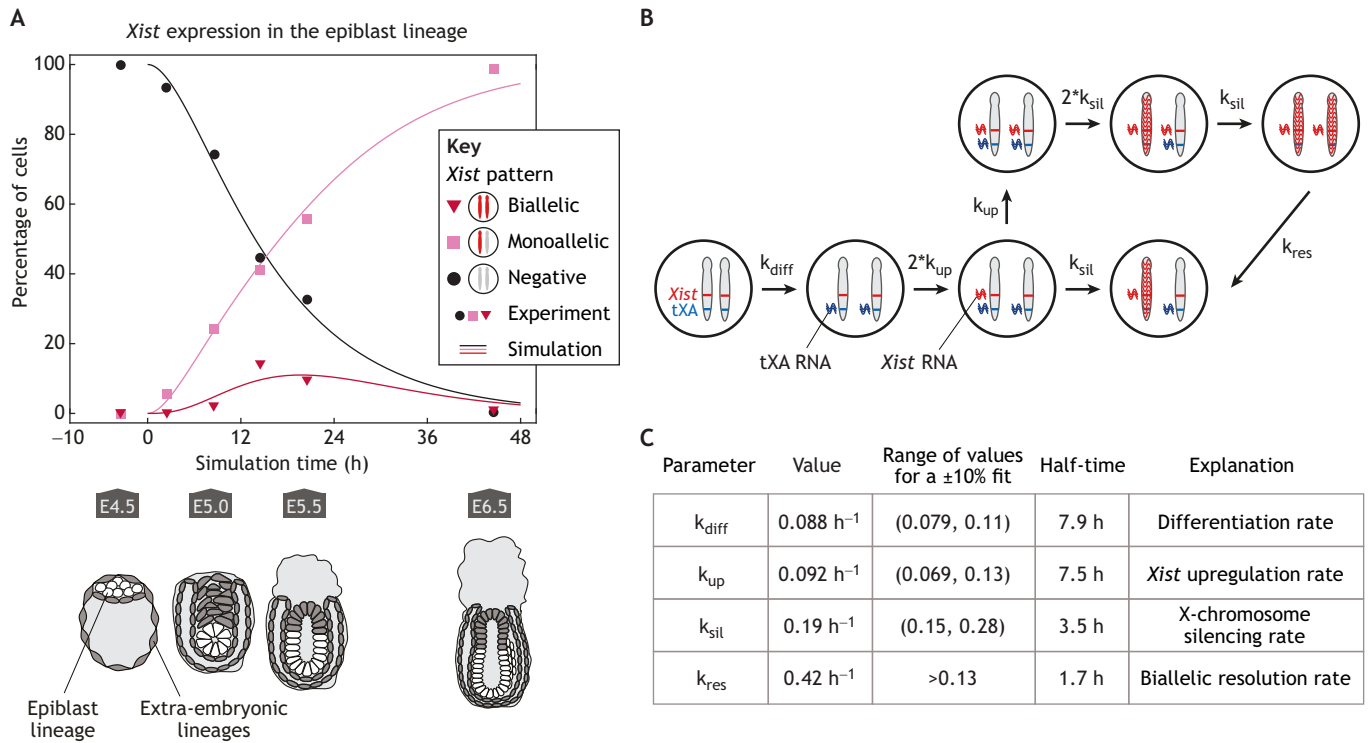 A
Xist expression in the epiblast lineage
Percentage of cells
100
80
60
40
20
0
−10
0
12
24
36
48
Simulation time (h)
Key
Xist pattern
Biallelic
Monoallelic
Negative
Experiment
Simulation
E4.5
E5.0
E5.5
E6.5
Epiblast
lineage
Extra-embryonic
lineages
B
2*k_sil
k_sil
k_up
k_res
k_diff
2*k_up
k_sil
Xist
tXA
tXA RNA
Xist RNA
C
Parameter Value Range of values
for a ±10% fit Half-time Explanation
k_diff 0.088 h⁻¹ (0.079, 0.11) 7.9 h Differentiation rate
k_up 0.092 h⁻¹ (0.069, 0.13) 7.5 h Xist upregulation rate
k_sil 0.19 h⁻¹ (0.15, 0.28) 3.5 h X-chromosome
silencing rate
k_res 0.42 h⁻¹ >0.13 1.7 h Biallelic resolution rate